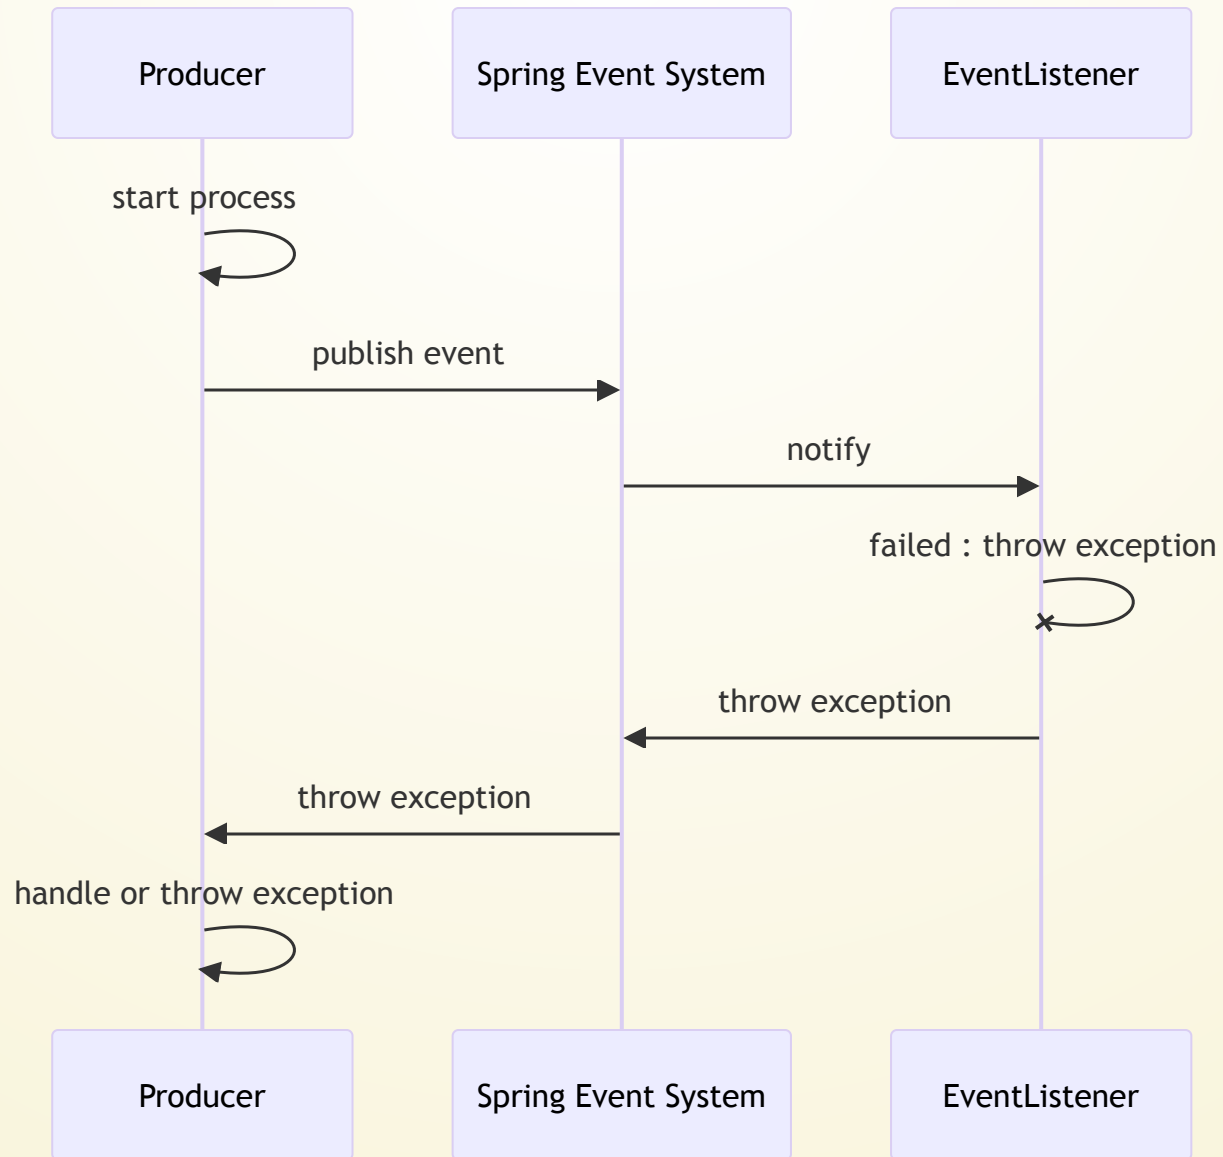 Producer
Spring Event System
EventListener
start process
publish event
notify
failed : throw exception
throw exception
throw exception
handle or throw exception
Producer
Spring Event System
EventListener